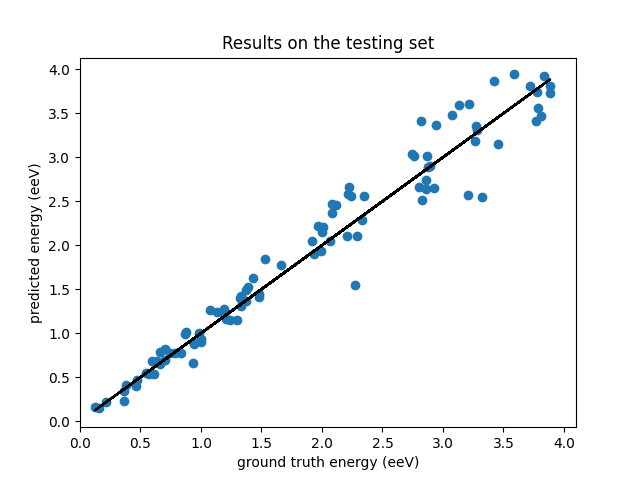 Results on the testing set
4.0
3.5
3.0
2.5
2.0
1.5
1.0
0.5
0.0
predicted energy (eeV)
0.0 0.5 1.0 1.5 2.0 2.5 3.0 3.5 4.0
ground truth energy (eeV)